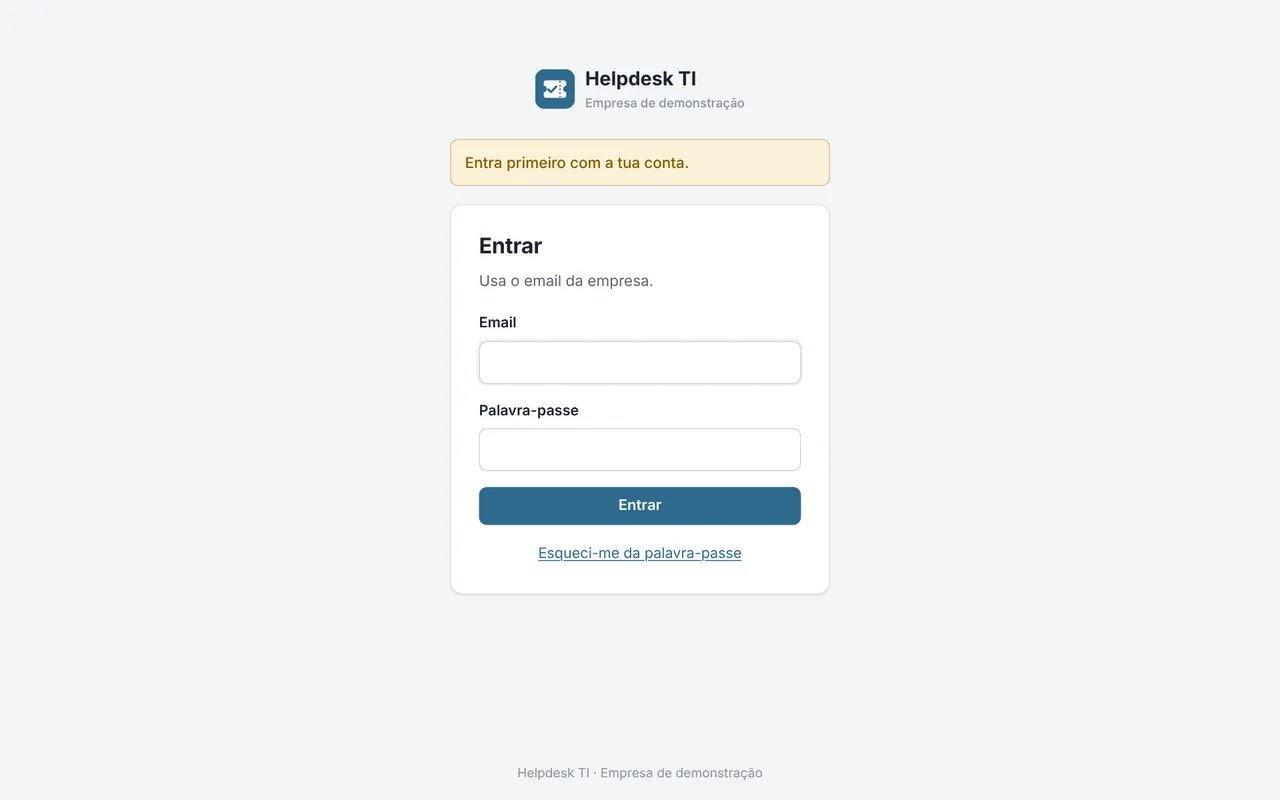 Helpdesk TI
Empresa de demonstração
Entra primeiro com a tua conta.
Entrar
Usa o email da empresa.
Email
Palavra-passe
Entrar
Esqueci-me da palavra-passe
Helpdesk TI · Empresa de demonstração